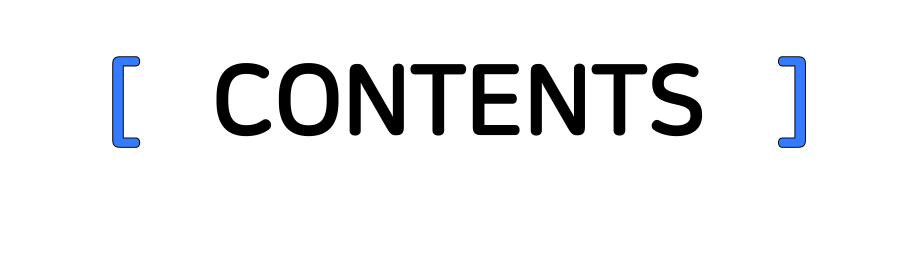 [ CONTENTS ]